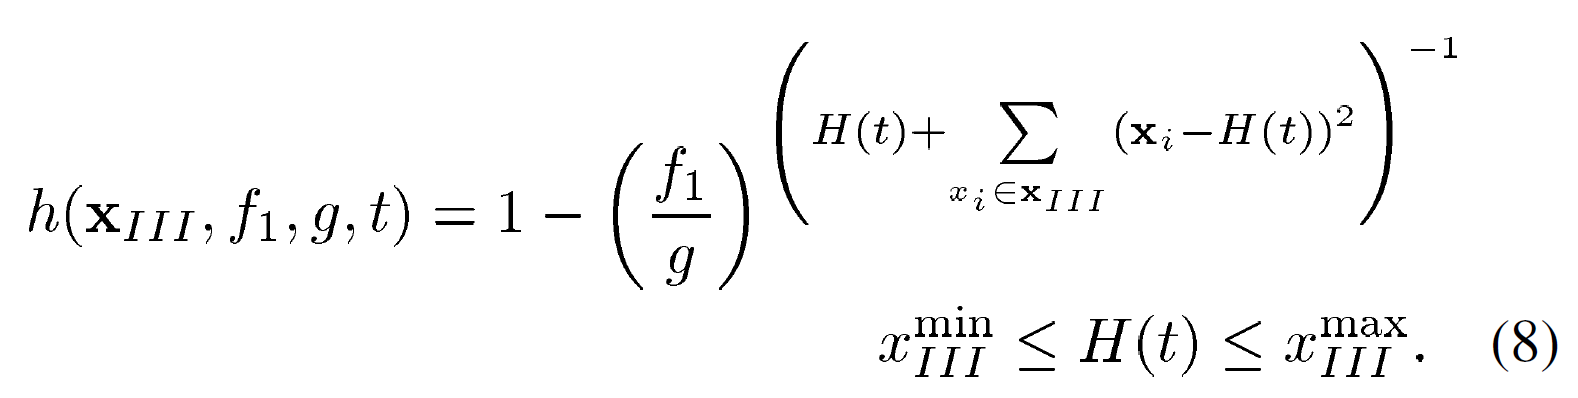 h(𝐱_{III}, f_1, g, t) = 1 − (f_1/g)^{(H(t)+∑_{x_i∈𝐱_{III}} (𝐱_i−H(t))^2)^{−1}}
x_{III}^{min} ≤ H(t) ≤ x_{III}^{max}. (8)